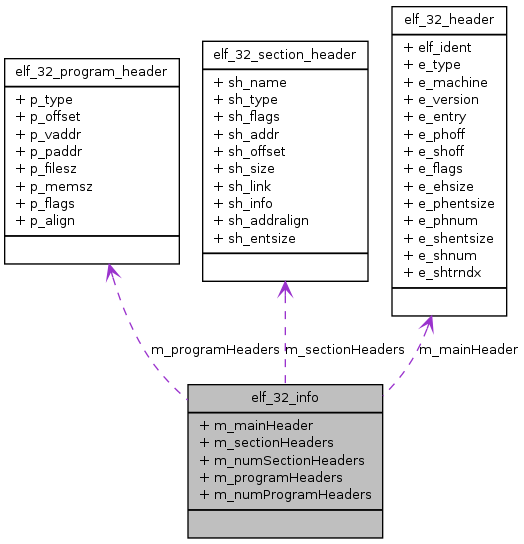 elf_32_program_header
+ p_type
+ p_offset
+ p_vaddr
+ p_paddr
+ p_filesz
+ p_memsz
+ p_flags
+ p_align
elf_32_section_header
+ sh_name
+ sh_type
+ sh_flags
+ sh_addr
+ sh_offset
+ sh_size
+ sh_link
+ sh_info
+ sh_addralign
+ sh_entsize
elf_32_header
+ elf_ident
+ e_type
+ e_machine
+ e_version
+ e_entry
+ e_phoff
+ e_shoff
+ e_flags
+ e_ehsize
+ e_phentsize
+ e_phnum
+ e_shentsize
+ e_shnum
+ e_shtrndx
m_programHeaders
m_sectionHeaders
m_mainHeader
elf_32_info
+ m_mainHeader
+ m_sectionHeaders
+ m_numSectionHeaders
+ m_programHeaders
+ m_numProgramHeaders